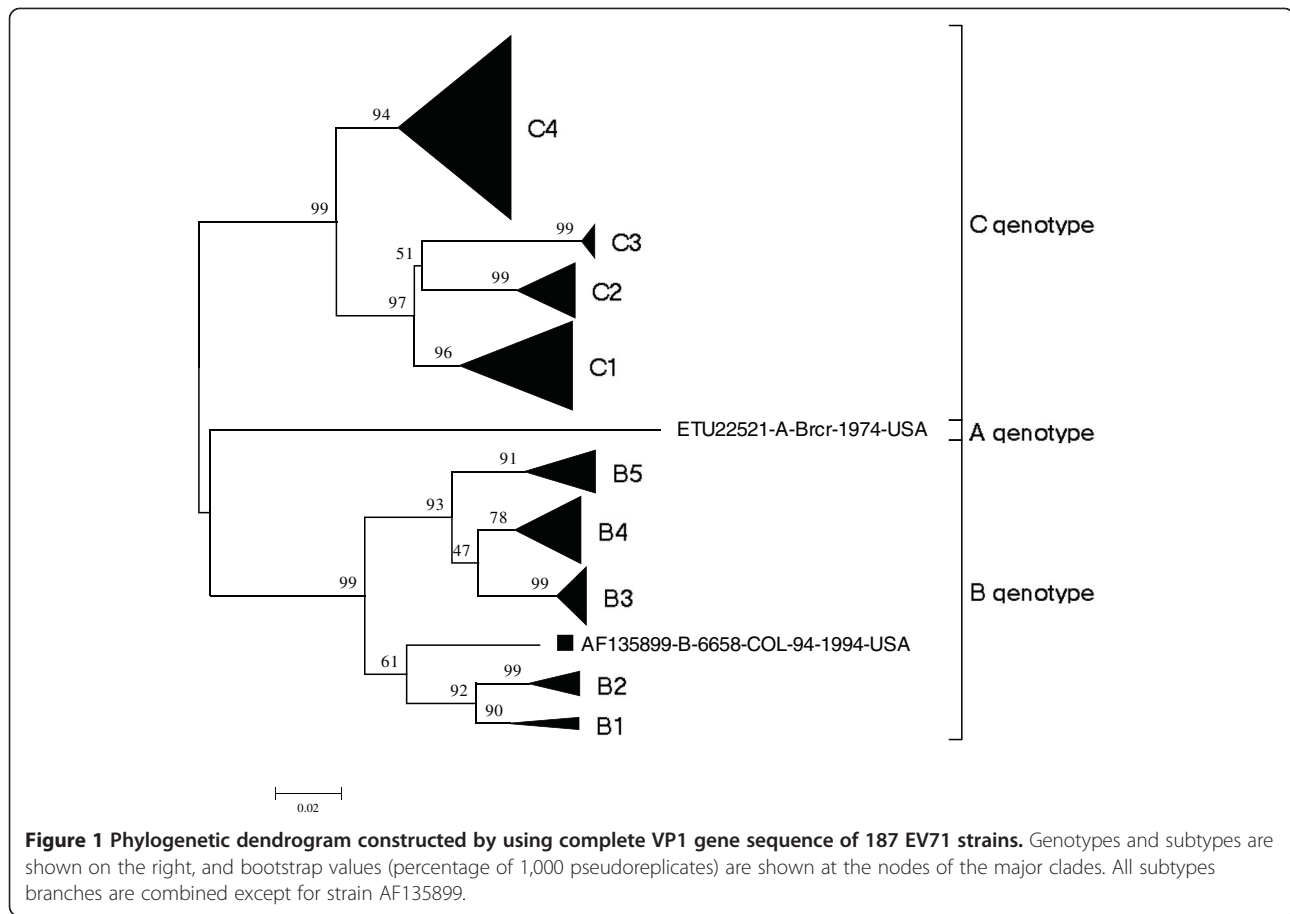 94
C4
99
99
C3
51
C genotype
99
C2
97
96
C1
ETU22521-A-Brcr-1974-USA
A genotype
91
B5
93
78
B4
47
99
99
B3
B genotype
AF135899-B-6658-COL-94-1994-USA
61
99
B2
92
90
B1
0.02
Figure 1 Phylogenetic dendrogram constructed by using complete VP1 gene sequence of 187 EV71 strains. Genotypes and subtypes are
shown on the right, and bootstrap values (percentage of 1,000 pseudoreplicates) are shown at the nodes of the major clades. All subtypes
branches are combined except for strain AF135899.